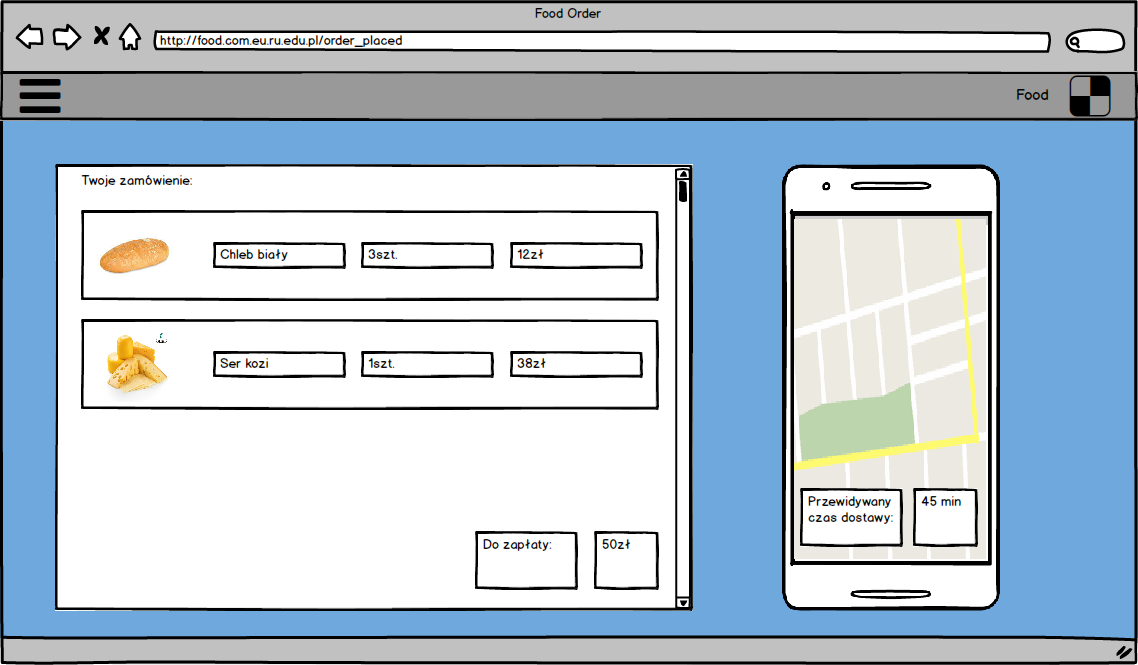 Food Order
http://food.com.eu.ru.edu.pl/order_placed
Food
Twoje zamówienie:
Chleb biały
3szt.
12zł
Ser kozi
1szt.
38zł
Do zapłaty:
50zł
Przewidywany
czas dostawy:
45 min